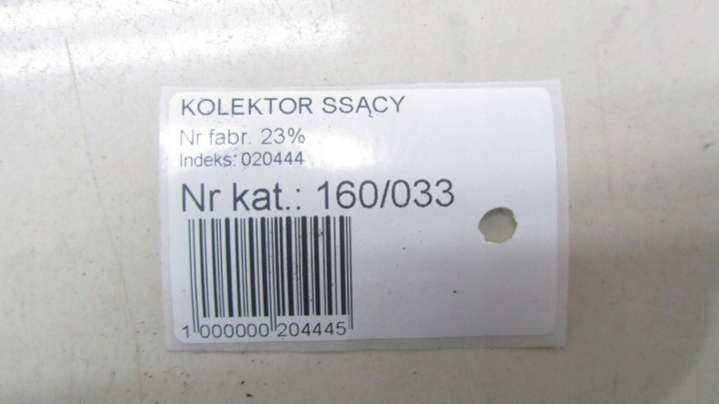 KOLEKTOR SSĄCY
Nr fabr. 23%
Indeks: 020444
Nr kat.: 160/033
1 000000 204445